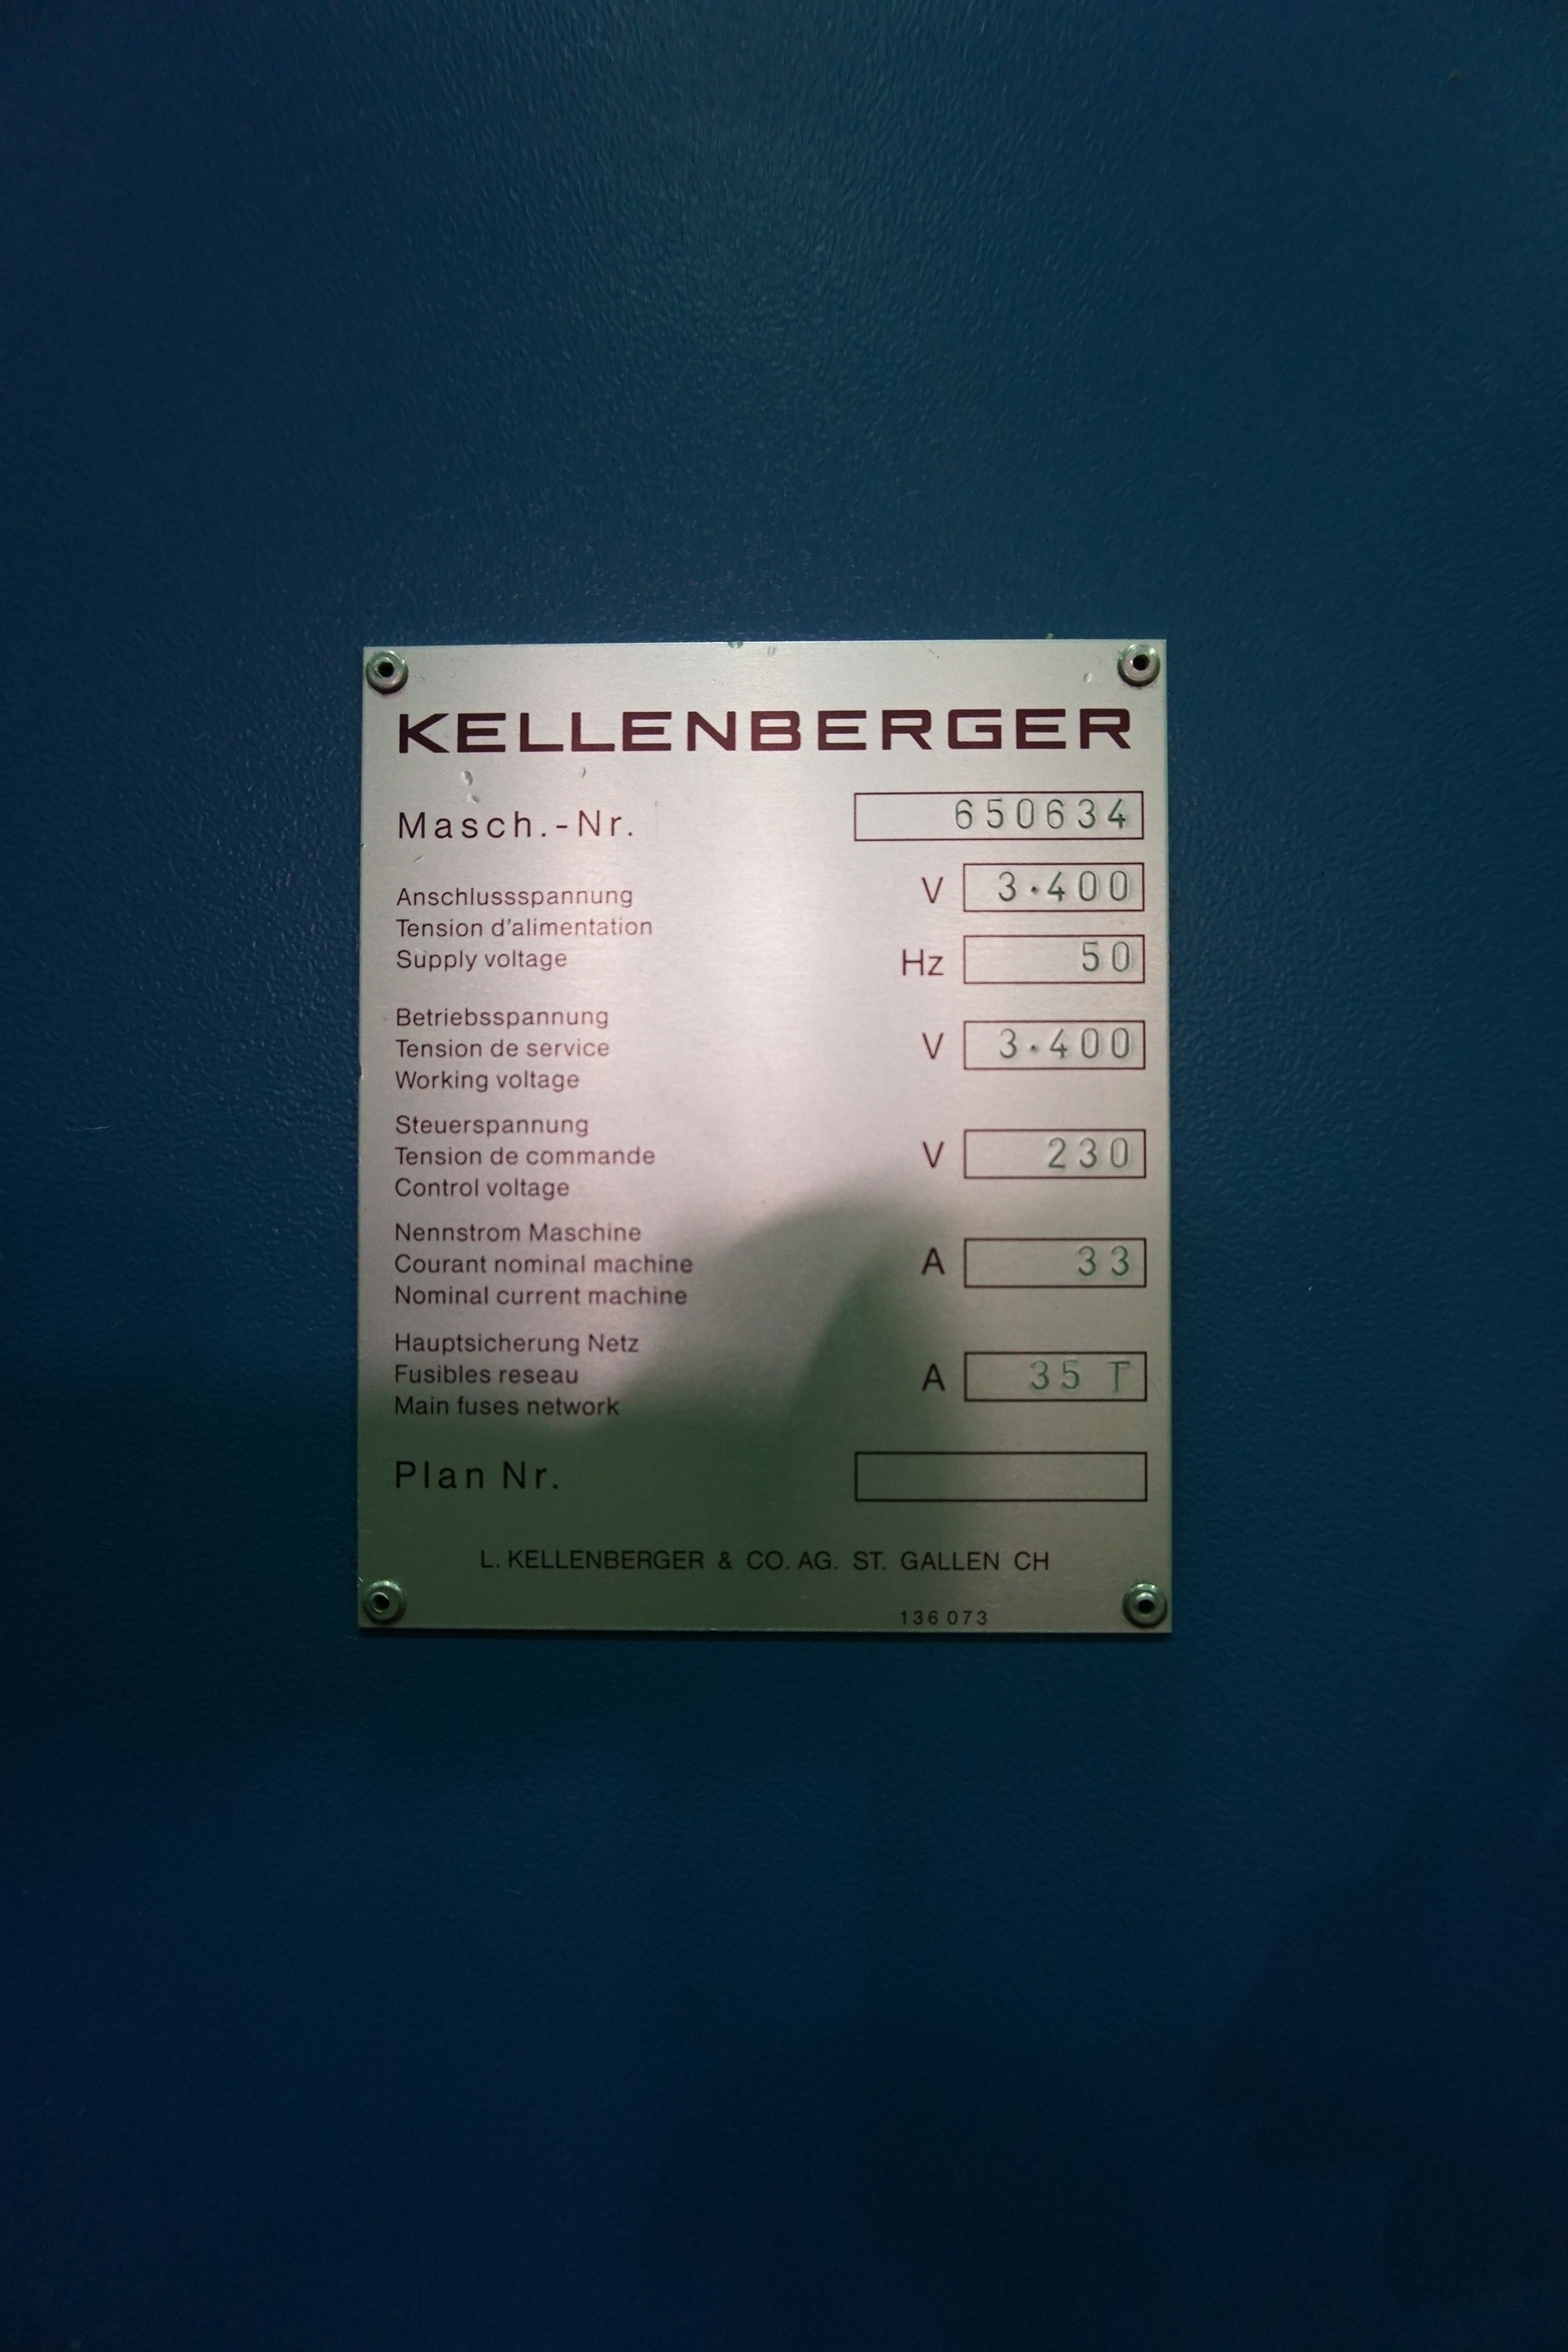 KELLENBERGER
Masch.-Nr. 650634
Anschlussspannung V 3·400
Tension d'alimentation
Supply voltage Hz 50
Betriebsspannung
Tension de service V 3·400
Working voltage
Steuerspannung
Tension de commande V 230
Control voltage
Nennstrom Maschine
Courant nominal machine A 33
Nominal current machine
Hauptsicherung Netz
Fusibles reseau A 35 T
Main fuses network
Plan Nr.
L. KELLENBERGER & CO. AG. ST. GALLEN CH
136 073